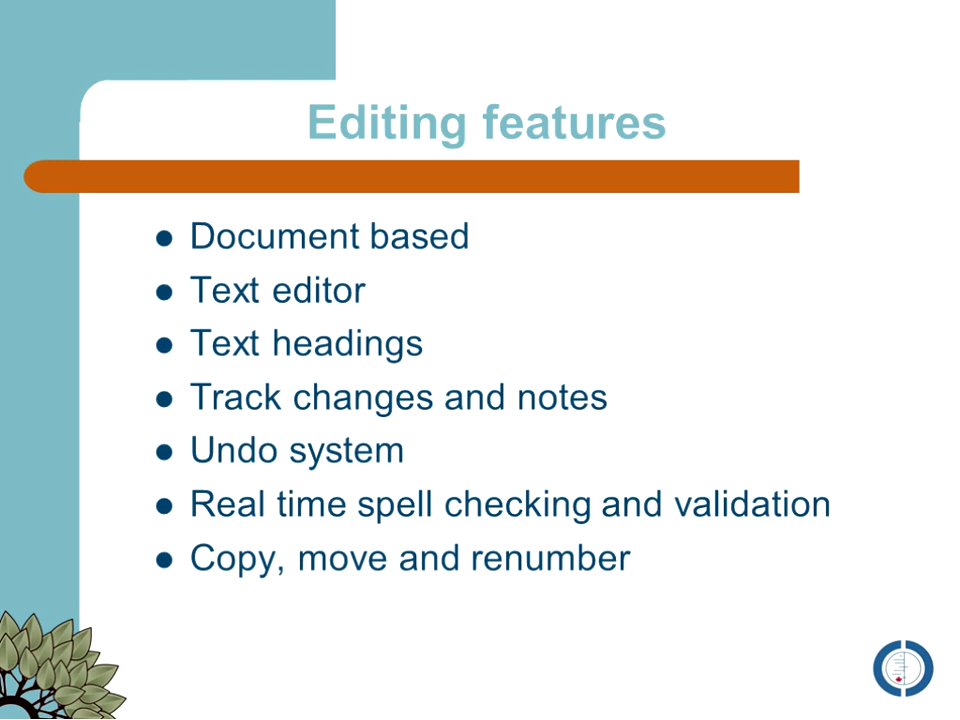 Editing features
Document based
Text editor
Text headings
Track changes and notes
Undo system
Real time spell checking and validation
Copy, move and renumber